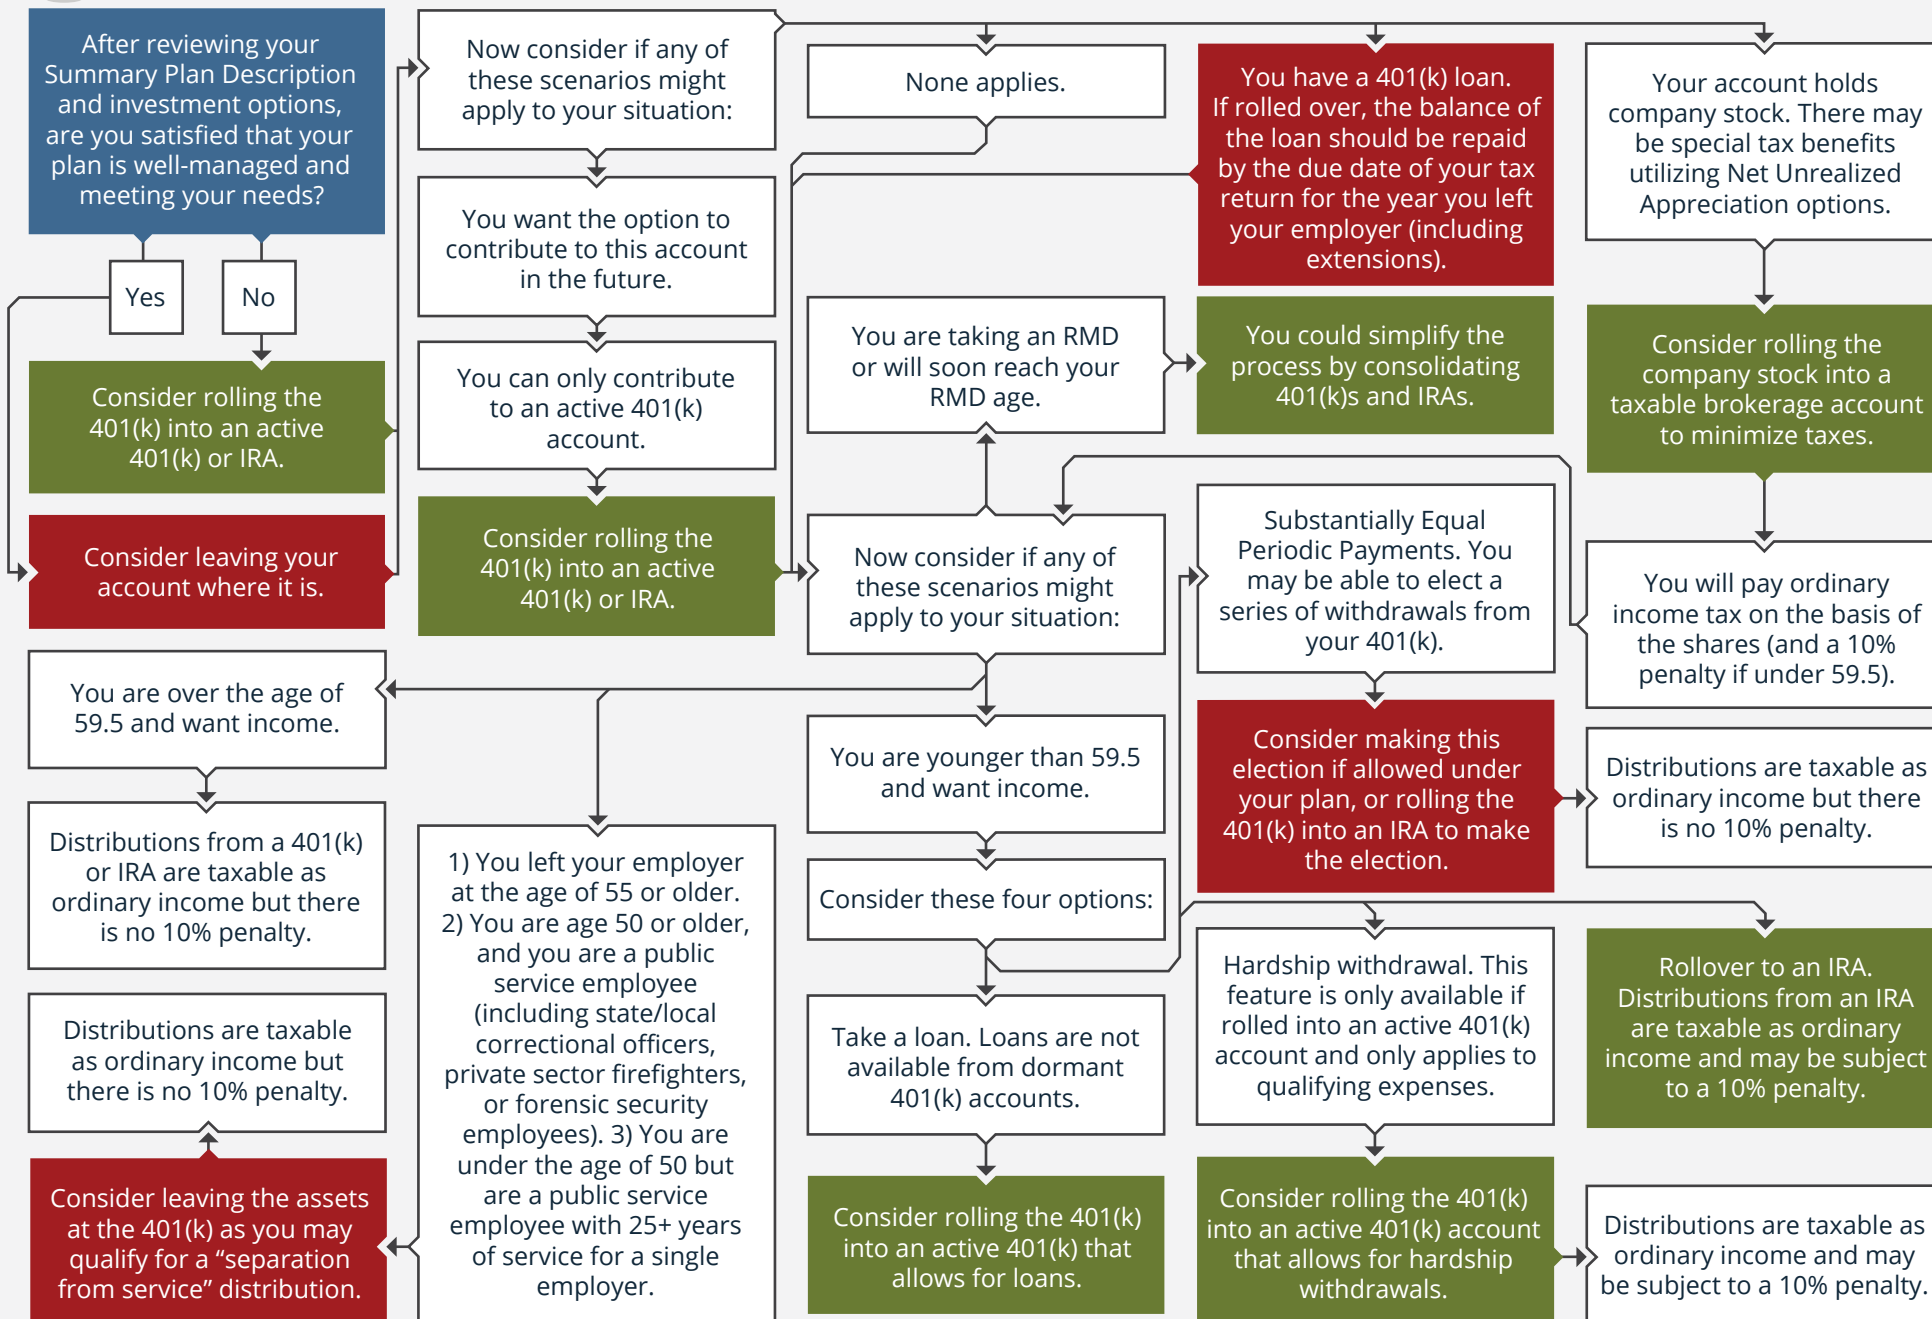 After reviewing your
Summary Plan Description
and investment options,
are you satisfied that your
plan is well-managed and
meeting your needs?
Yes
No
Consider rolling the
401(k) into an active
401(k) or IRA.
Consider leaving your
account where it is.
Now consider if any of
these scenarios might
apply to your situation:
You want the option to
contribute to this account
in the future.
You can only contribute
to an active 401(k)
account.
Consider rolling the
401(k) into an active
401(k) or IRA.
None applies.
You have a 401(k) loan.
If rolled over, the balance of
the loan should be repaid
by the due date of your tax
return for the year you left
your employer (including
extensions).
Your account holds
company stock. There may
be special tax benefits
utilizing Net Unrealized
Appreciation options.
Consider rolling the
company stock into a
taxable brokerage account
to minimize taxes.
You will pay ordinary
income tax on the basis of
the shares (and a 10%
penalty if under 59.5).
You are taking an RMD
or will soon reach your
RMD age.
You could simplify the
process by consolidating
401(k)s and IRAs.
Now consider if any of
these scenarios might
apply to your situation:
You are over the age of
59.5 and want income.
Distributions from a 401(k)
or IRA are taxable as
ordinary income but there
is no 10% penalty.
1) You left your employer
at the age of 55 or older.
2) You are age 50 or older,
and you are a public
service employee
(including state/local
correctional officers,
private sector firefighters,
or forensic security
employees). 3) You are
under the age of 50 but
are a public service
employee with 25+ years
of service for a single
employer.
Consider leaving the assets
at the 401(k) as you may
qualify for a “separation
from service” distribution.
Distributions are taxable
as ordinary income but
there is no 10% penalty.
You are younger than 59.5
and want income.
Consider these four options:
Take a loan. Loans are not
available from dormant
401(k) accounts.
Consider rolling the 401(k)
into an active 401(k) that
allows for loans.
Substantially Equal
Periodic Payments. You
may be able to elect a
series of withdrawals from
your 401(k).
Consider making this
election if allowed under
your plan, or rolling the
401(k) into an IRA to make
the election.
Distributions are taxable as
ordinary income but there
is no 10% penalty.
Hardship withdrawal. This
feature is only available if
rolled into an active 401(k)
account and only applies to
qualifying expenses.
Consider rolling the 401(k)
into an active 401(k) account
that allows for hardship
withdrawals.
Distributions are taxable as
ordinary income and may
be subject to a 10% penalty.
Rollover to an IRA.
Distributions from an IRA
are taxable as ordinary
income and may be subject
to a 10% penalty.